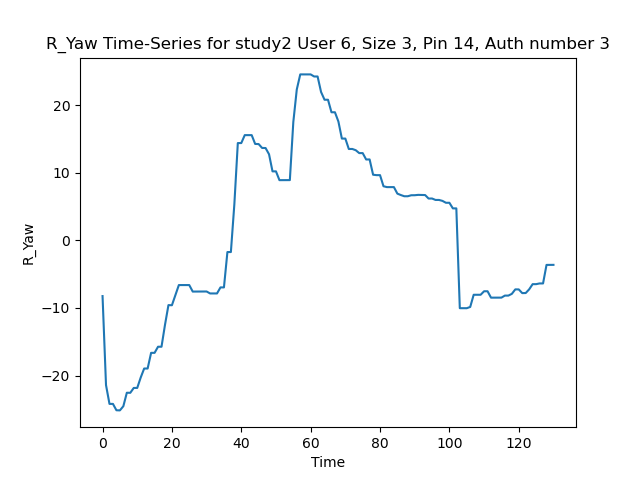 R_Yaw Time-Series for study2 User 6, Size 3, Pin 14, Auth number 3
20
10
0
−10
−20
R_Yaw
0 20 40 60 80 100 120
Time